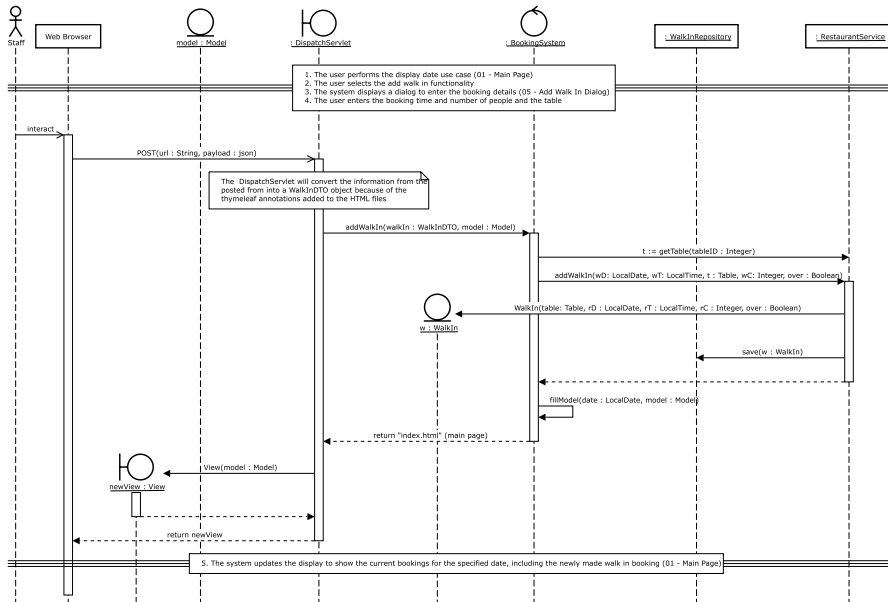 Staff
Web Browser
model : Model
: DispatchServlet
: BookingSystem
: WalkInRepository
: RestaurantService
1. The user performs the display date use case (01 - Main Page)
2. The user selects the add walk in functionality
3. The system displays a dialog to enter the booking details (05 - Add Walk In Dialog)
4. The user enters the booking time and number of people and the table
interact
POST(url : String, payload : json)
The DispatchServlet will convert the information from the
posted from into a WalkInDTO object because of the
thymeleaf annotations added to the HTML files
addWalkIn(walkIn : WalkInDTO, model : Model)
t := getTable(tableID : Integer)
addWalkIn(wD: LocalDate, wT: LocalTime, t : Table, wC: Integer, over : Boolean)
WalkIn(table: Table, rD : LocalDate, rT : LocalTime, rC : Integer, over : Boolean)
w : WalkIn
save(w : WalkIn)
fillModel(date : LocalDate, model : Model)
return "index.html" (main page)
View(model : Model)
newView : View
return newView
5. The system updates the display to show the current bookings for the specified date, including the newly made walk in booking (01 - Main Page)